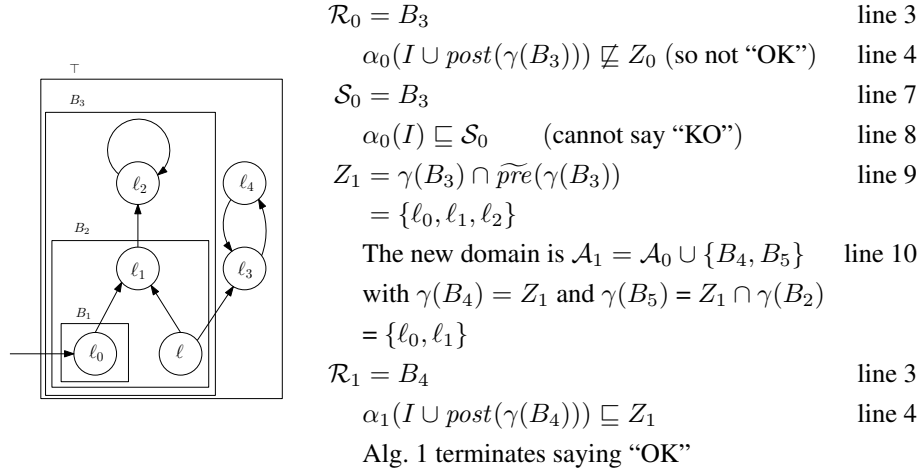 ⊤
B₃
ℓ₂
ℓ₄
B₂
ℓ₁
ℓ₃
B₁
ℓ₀
ℓ
ℛ₀ = B₃ line 3
α₀(I ∪ post(γ(B₃))) ⋢ Z₀ (so not “OK”) line 4
𝒮₀ = B₃ line 7
α₀(I) ⊑ 𝒮₀ (cannot say “KO”) line 8
Z₁ = γ(B₃) ∩ p͠re(γ(B₃)) line 9
= {ℓ₀, ℓ₁, ℓ₂}
The new domain is 𝒜₁ = 𝒜₀ ∪ {B₄, B₅} line 10
with γ(B₄) = Z₁ and γ(B₅) = Z₁ ∩ γ(B₂)
= {ℓ₀, ℓ₁}
ℛ₁ = B₄ line 3
α₁(I ∪ post(γ(B₄))) ⊑ Z₁ line 4
Alg. 1 terminates saying “OK”